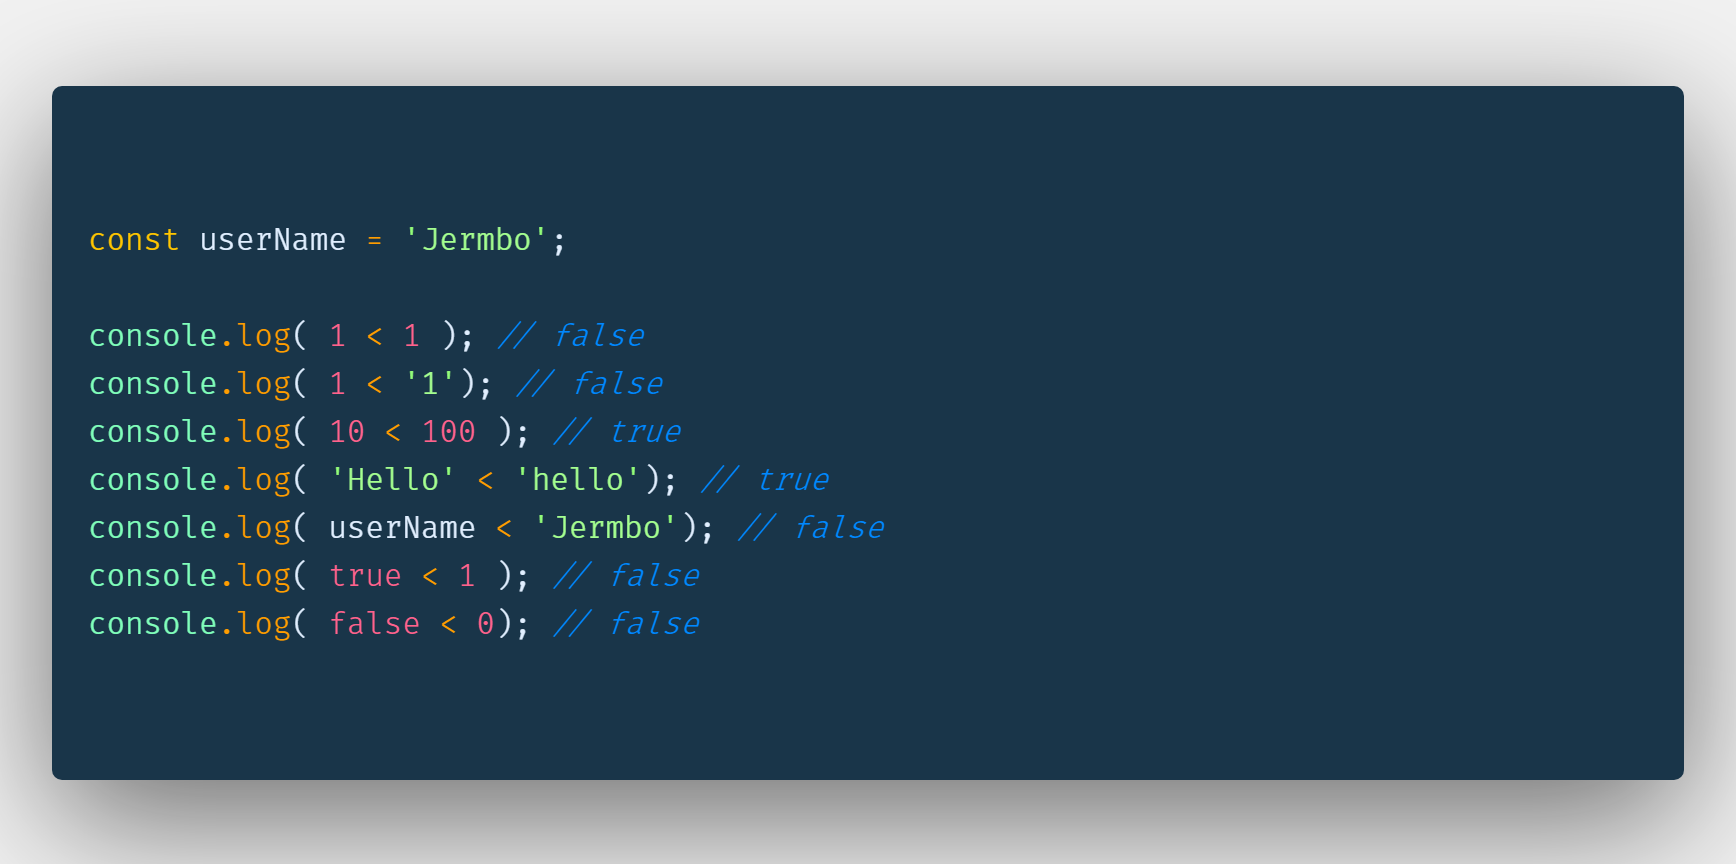 const userName = 'Jermbo';
console.log( 1 < 1 ); // false
console.log( 1 < '1'); // false
console.log( 10 < 100 ); // true
console.log( 'Hello' < 'hello'); // true
console.log( userName < 'Jermbo'); // false
console.log( true < 1 ); // false
console.log( false < 0); // false